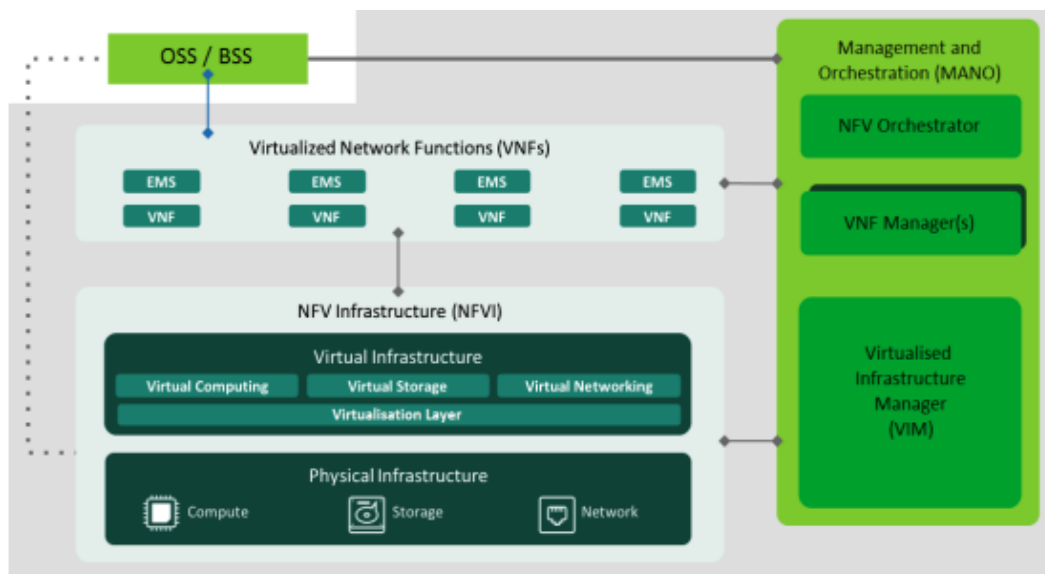 OSS / BSS
Management and
Orchestration (MANO)
NFV Orchestrator
VNF Manager(s)
Virtualised
Infrastructure
Manager
(VIM)
Virtualized Network Functions (VNFs)
EMS EMS EMS EMS
VNF VNF VNF VNF
NFV Infrastructure (NFVI)
Virtual Infrastructure
Virtual Computing Virtual Storage Virtual Networking
Virtualisation Layer
Physical Infrastructure
Compute Storage Network